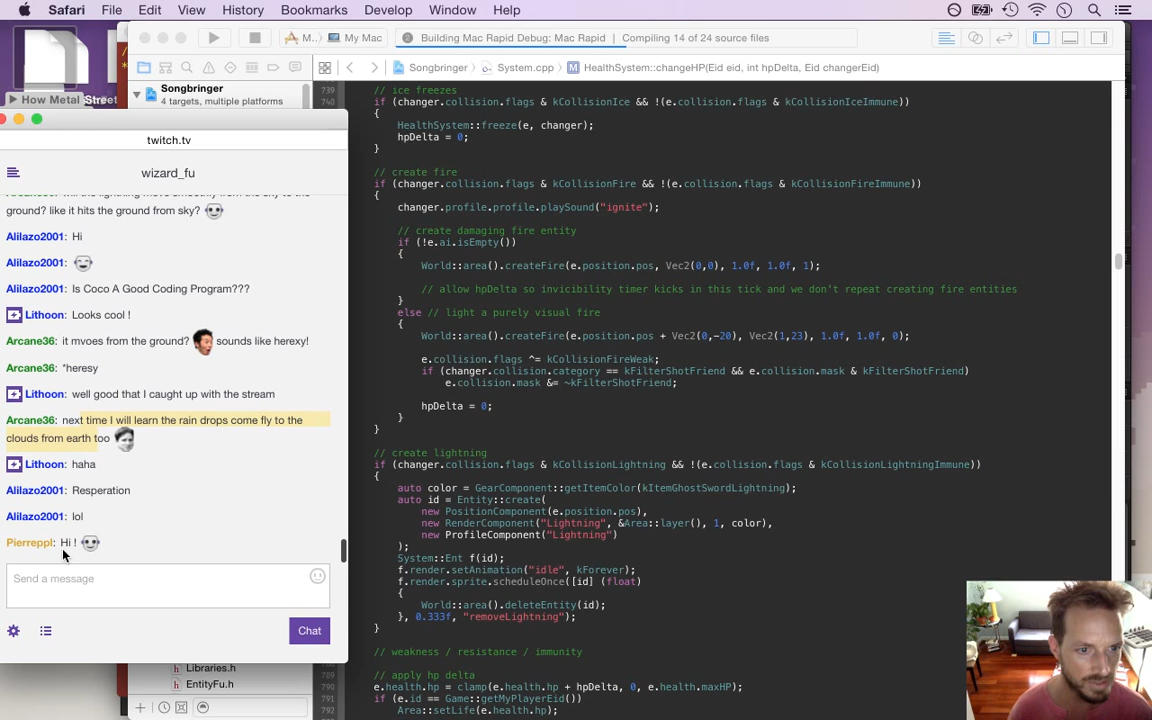 Safari File Edit View History Bookmarks Develop Window Help
M... My Mac
Building Mac Rapid Debug: Mac Rapid Compiling 14 of 24 source files
Songbringer System.cpp M HealthSystem::changeHP(Eid eid, int hpDelta, Eid changerEid)
Songbringer
4 targets, multiple platforms
How Metal Street
twitch.tv
wizard_fu
ground? like it hits the ground from sky?
Alilazo2001: Hi
Alilazo2001:
Alilazo2001: Is Coco A Good Coding Program???
Lithoon: Looks cool !
Arcane36: it mvoes from the ground? sounds like herexy!
Arcane36: *heresy
Lithoon: well good that I caught up with the stream
Arcane36: next time I will learn the rain drops come fly to the
clouds from earth too
Lithoon: haha
Alilazo2001: Resperation
Alilazo2001: lol
Pierreppl: Hi !
Send a message
Chat
Libraries.h
EntityFu.h
739 // ice freezes
740 if (changer.collision.flags & kCollisionIce && !(e.collision.flags & kCollisionIceImmune))
{
HealthSystem::freeze(e, changer);
hpDelta = 0;
}
// create fire
if (changer.collision.flags & kCollisionFire && !(e.collision.flags & kCollisionFireImmune))
{
changer.profile.profile.playSound("ignite");
// create damaging fire entity
if (!e.ai.isEmpty())
{
World::area().createFire(e.position.pos, Vec2(0,0), 1.0f, 1.0f, 1);
// allow hpDelta so invicibility timer kicks in this tick and we don't repeat creating fire entities
}
else // light a purely visual fire
{
World::area().createFire(e.position.pos + Vec2(0,-20), Vec2(1,23), 1.0f, 1.0f, 0);
e.collision.flags ^= kCollisionFireWeak;
if (changer.collision.category == kFilterShotFriend && e.collision.mask & kFilterShotFriend)
e.collision.mask &= ~kFilterShotFriend;
hpDelta = 0;
}
}
// create lightning
if (changer.collision.flags & kCollisionLightning && !(e.collision.flags & kCollisionLightningImmune))
{
auto color = GearComponent::getItemColor(kItemGhostSwordLightning);
auto id = Entity::create(
new PositionComponent(e.position.pos),
new RenderComponent("Lightning", &Area::layer(), 1, color),
new ProfileComponent("Lightning")
);
System::Ent f(id);
f.render.setAnimation("idle", kForever);
f.render.sprite.scheduleOnce([id] (float)
{
World::area().deleteEntity(id);
}, 0.333f, "removeLightning");
}
// weakness / resistance / immunity
789 // apply hp delta
790 e.health.hp = clamp(e.health.hp + hpDelta, 0, e.health.maxHP);
791 if (e.id == Game::getMyPlayerEid())
792 Area::setLife(e.health.hp);